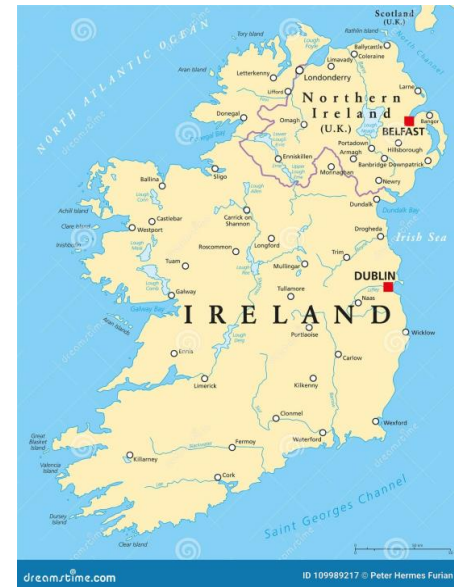 Scotland
(U.K.)
Tory Island
Rathlin Island
North Channel
NORTH ATLANTIC OCEAN
Lough
Foyle
Ballycastle
Coleraine
Limavady
Aran Island
Letterkenny
Londonderry
Larne
Northern
Ireland
(U.K.)
Donegal
Omagh
Bangor
BELFAST
Portadown
Hillsborough
Armagh
Enniskillen
Banbridge
Downpatrick
Monaghan
Newry
Sligo
Ballina
Dundalk
Dundalk Bay
Achill Island
Castlebar
Carrick on
Shannon
Westport
Drogheda
Irish Sea
Roscommon
Longford
Trim
Tuam
Mullingar
DUBLIN
Galway
Tullamore
Naas
Galway Bay
IRELAND
Aran Islands
Portlaoise
Wicklow
Ennis
Carlow
Limerick
Kilkenny
Clonmel
Wexford
Waterford
Great
Blasket
Island
Fermoy
Killarney
Valencia
Island
Cork
Dursey
Island
Clear Island
Saint Georges Channel
dreamstime.com
ID 109989217 © Peter Hermes Furian